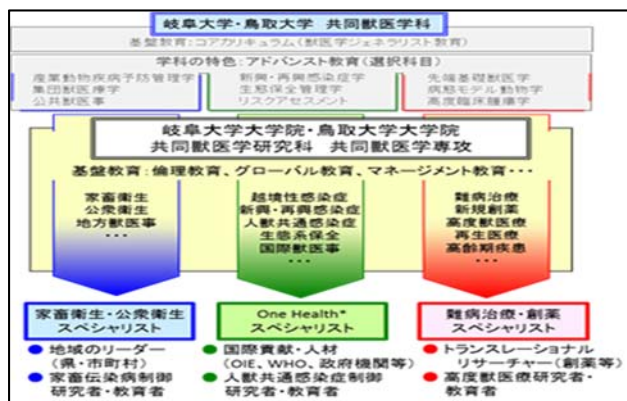 岐阜大学・鳥取大学 共同獣医学科
基盤教育:コアカリキュラム(獣医学ジェネラリスト教育)
学科の特色:アドバンスト教育(選択科目)
産業動物疾病予防管理学
集団獣医療学
公共獣医事
新興・再興感染症学
生態保全管理学
リスクアセスメント
先端基礎獣医学
病態モデル動物学
高度臨床腫瘍学
岐阜大学大学院・鳥取大学大学院
共同獣医学研究科 共同獣医学専攻
基盤教育:倫理教育、グローバル教育、マネージメント教育・・・
家畜衛生
公衆衛生
地方獣医事
・・・
越境性感染症
新興・再興感染症
人獣共通感染症
生態系保全
国際獣医事
・・・
難病治療
新規創薬
高度獣医療
再生医療
高齢期疾患
・・・
家畜衛生・公衆衛生
スペシャリスト
One Health*
スペシャリスト
難病治療・創薬
スペシャリスト
● 地域のリーダー
(県・市町村)
● 家畜伝染病制御
研究者・教育者
● 国際貢献・人材
(OIE、WHO、政府機関等)
● 人獣共通感染症制御
研究者・教育者
● トランスレーショナル
リサーチャー(創薬等)
● 高度獣医療研究者・
教育者